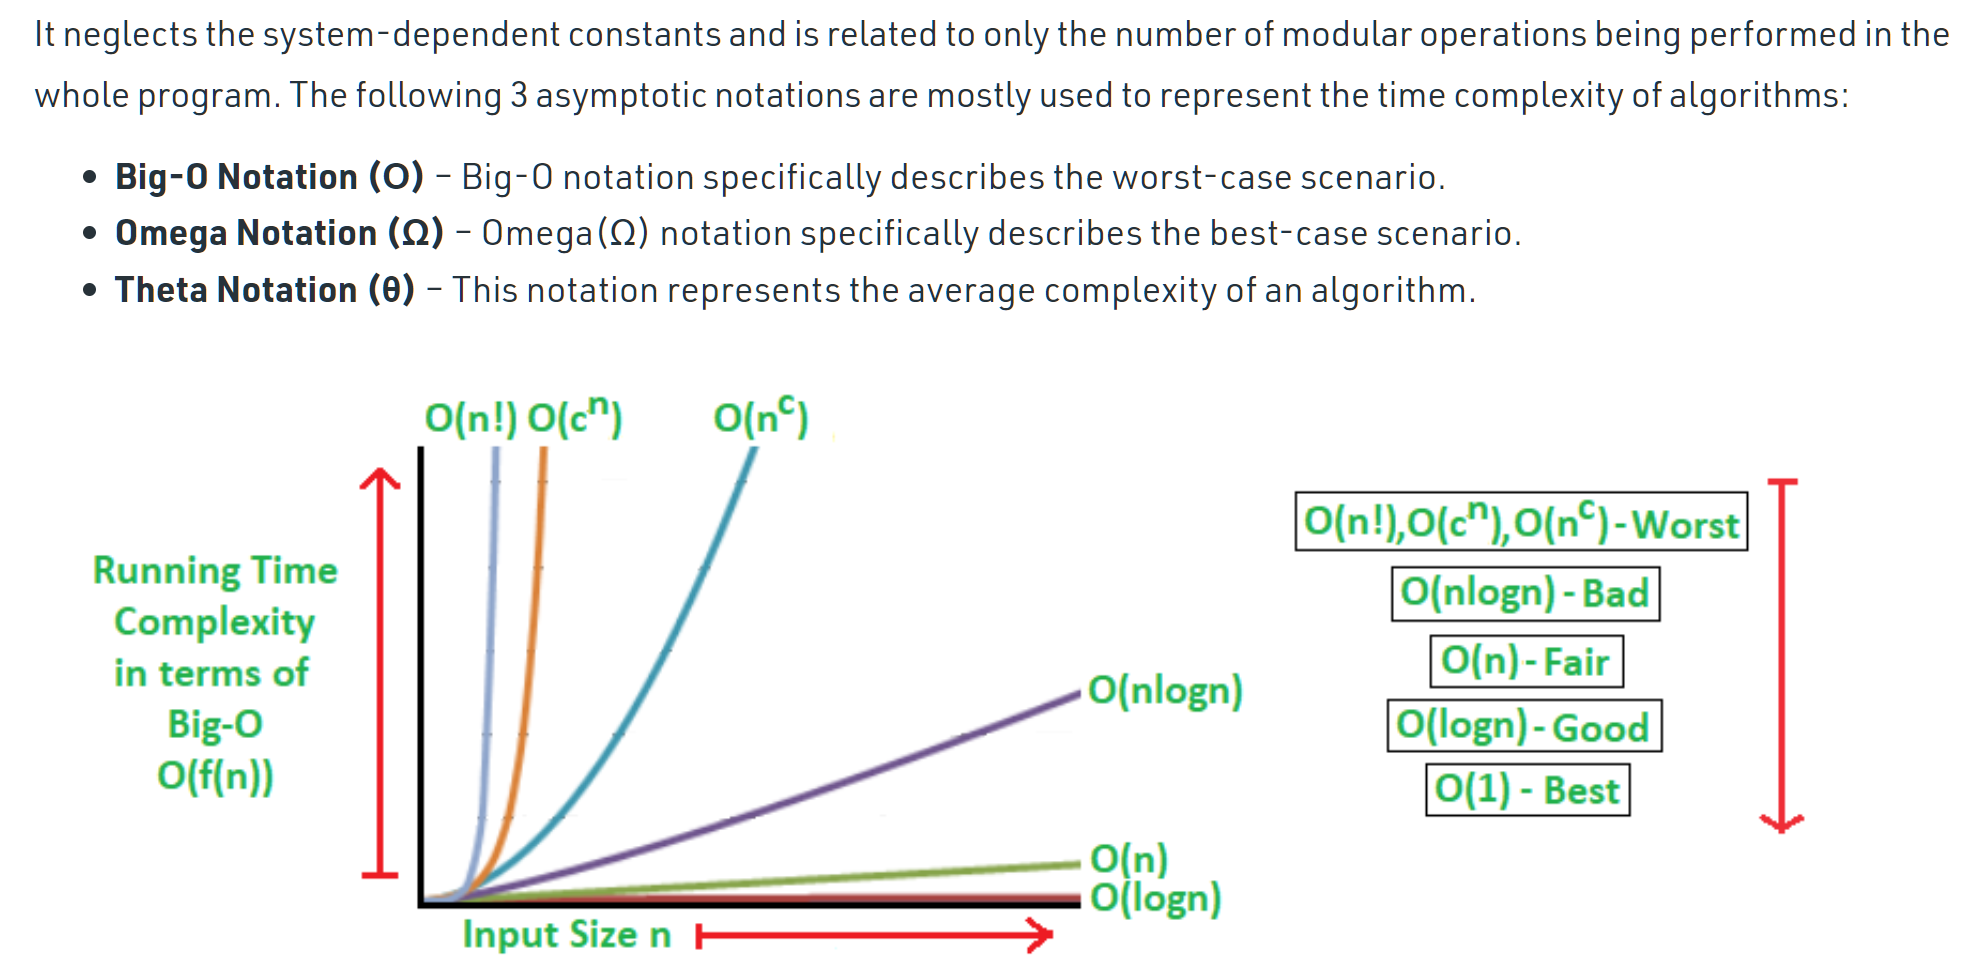 It neglects the system-dependent constants and is related to only the number of modular operations being performed in the
whole program. The following 3 asymptotic notations are mostly used to represent the time complexity of algorithms:
• Big-O Notation (O) – Big-O notation specifically describes the worst-case scenario.
• Omega Notation (Ω) – Omega(Ω) notation specifically describes the best-case scenario.
• Theta Notation (θ) – This notation represents the average complexity of an algorithm.
O(n!) O(cⁿ) O(nᶜ)
Running Time
Complexity
in terms of
Big-O
O(f(n))
O(nlogn)
O(n)
O(logn)
Input Size n
O(n!),O(cⁿ),O(nᶜ)-Worst
O(nlogn) - Bad
O(n) - Fair
O(logn) - Good
O(1) - Best